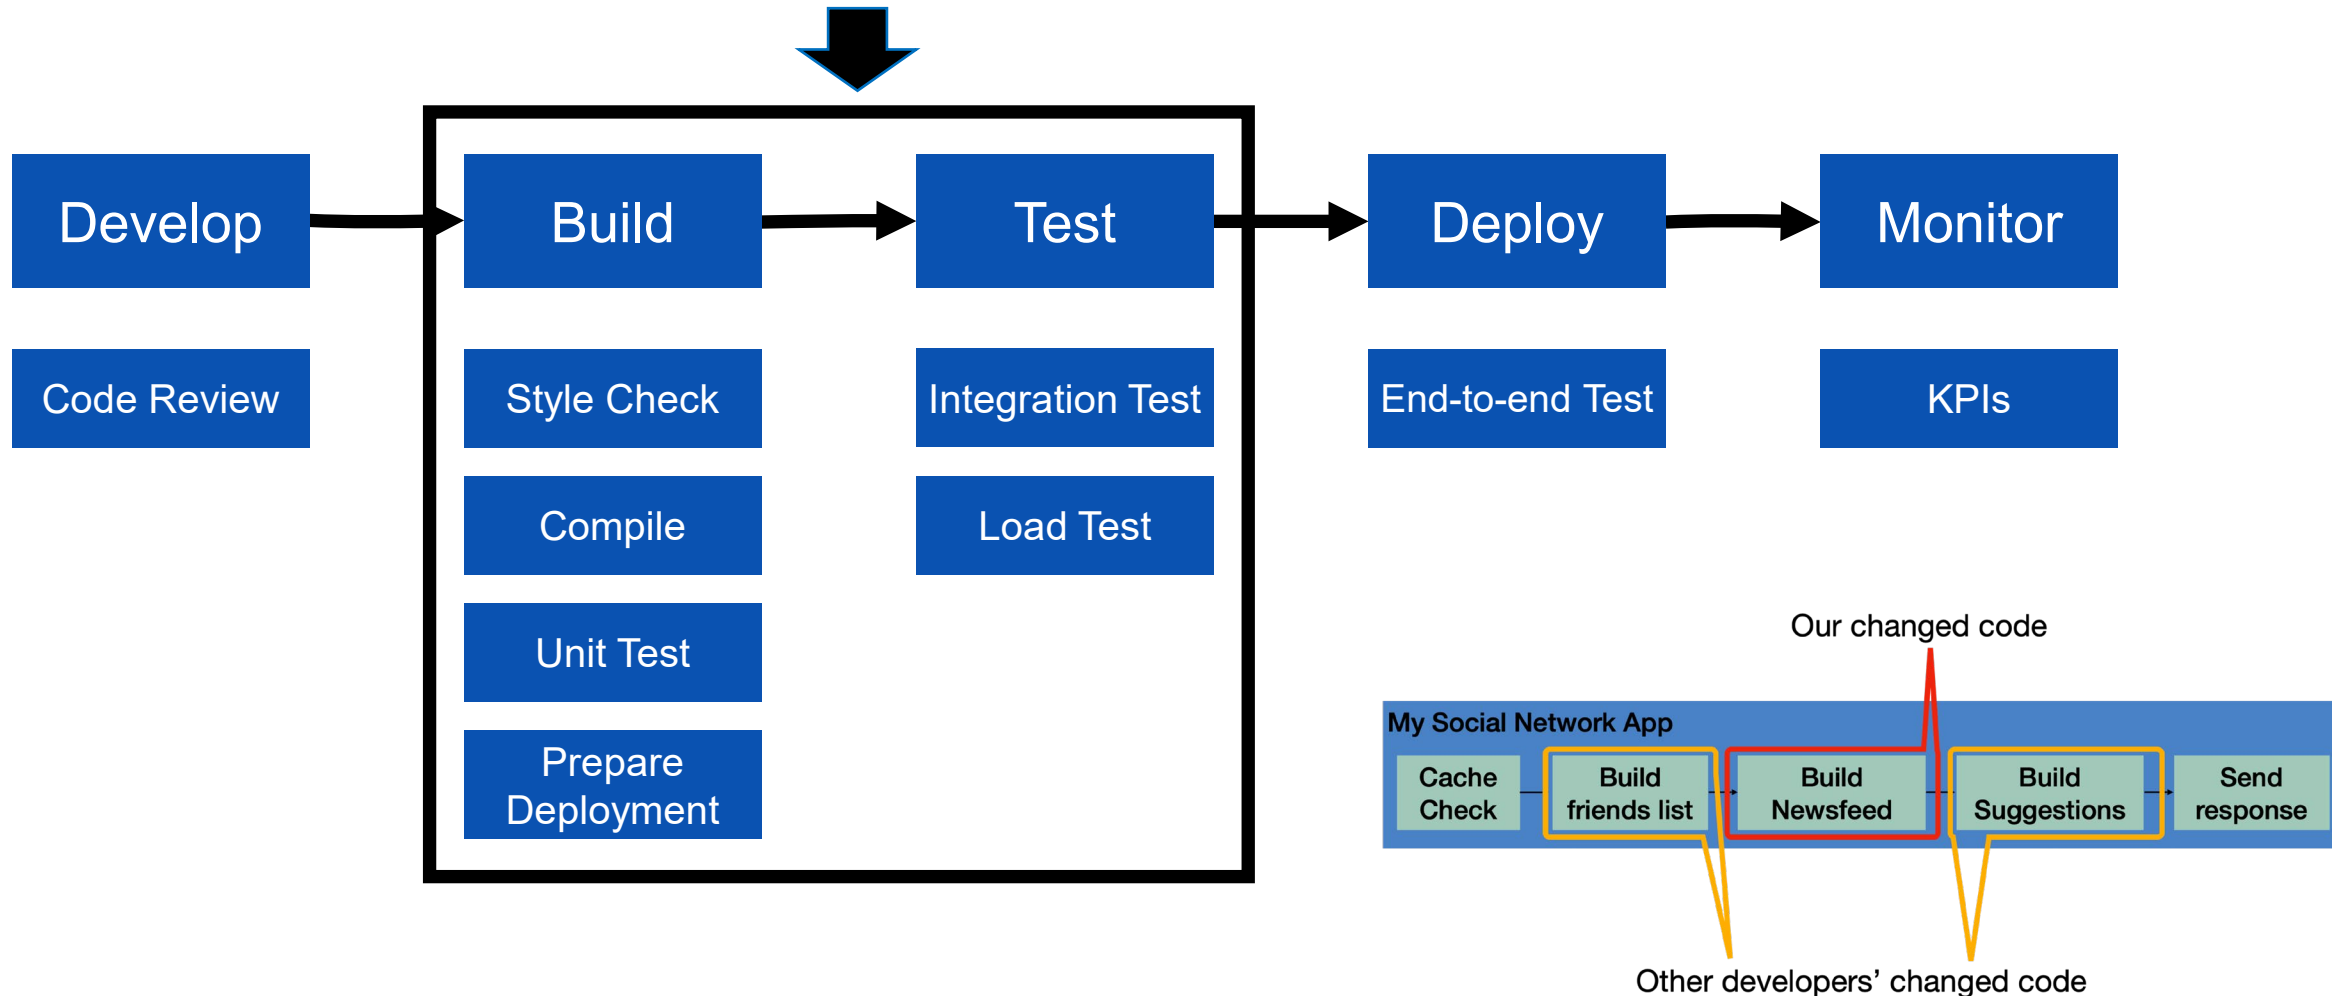 Develop
Build
Test
Deploy
Monitor
Code Review
Style Check
Integration Test
End-to-end Test
KPIs
Compile
Load Test
Unit Test
Prepare
Deployment
Our changed code
My Social Network App
Cache
Check
Build
friends list
Build
Newsfeed
Build
Suggestions
Send
response
Other developers’ changed code